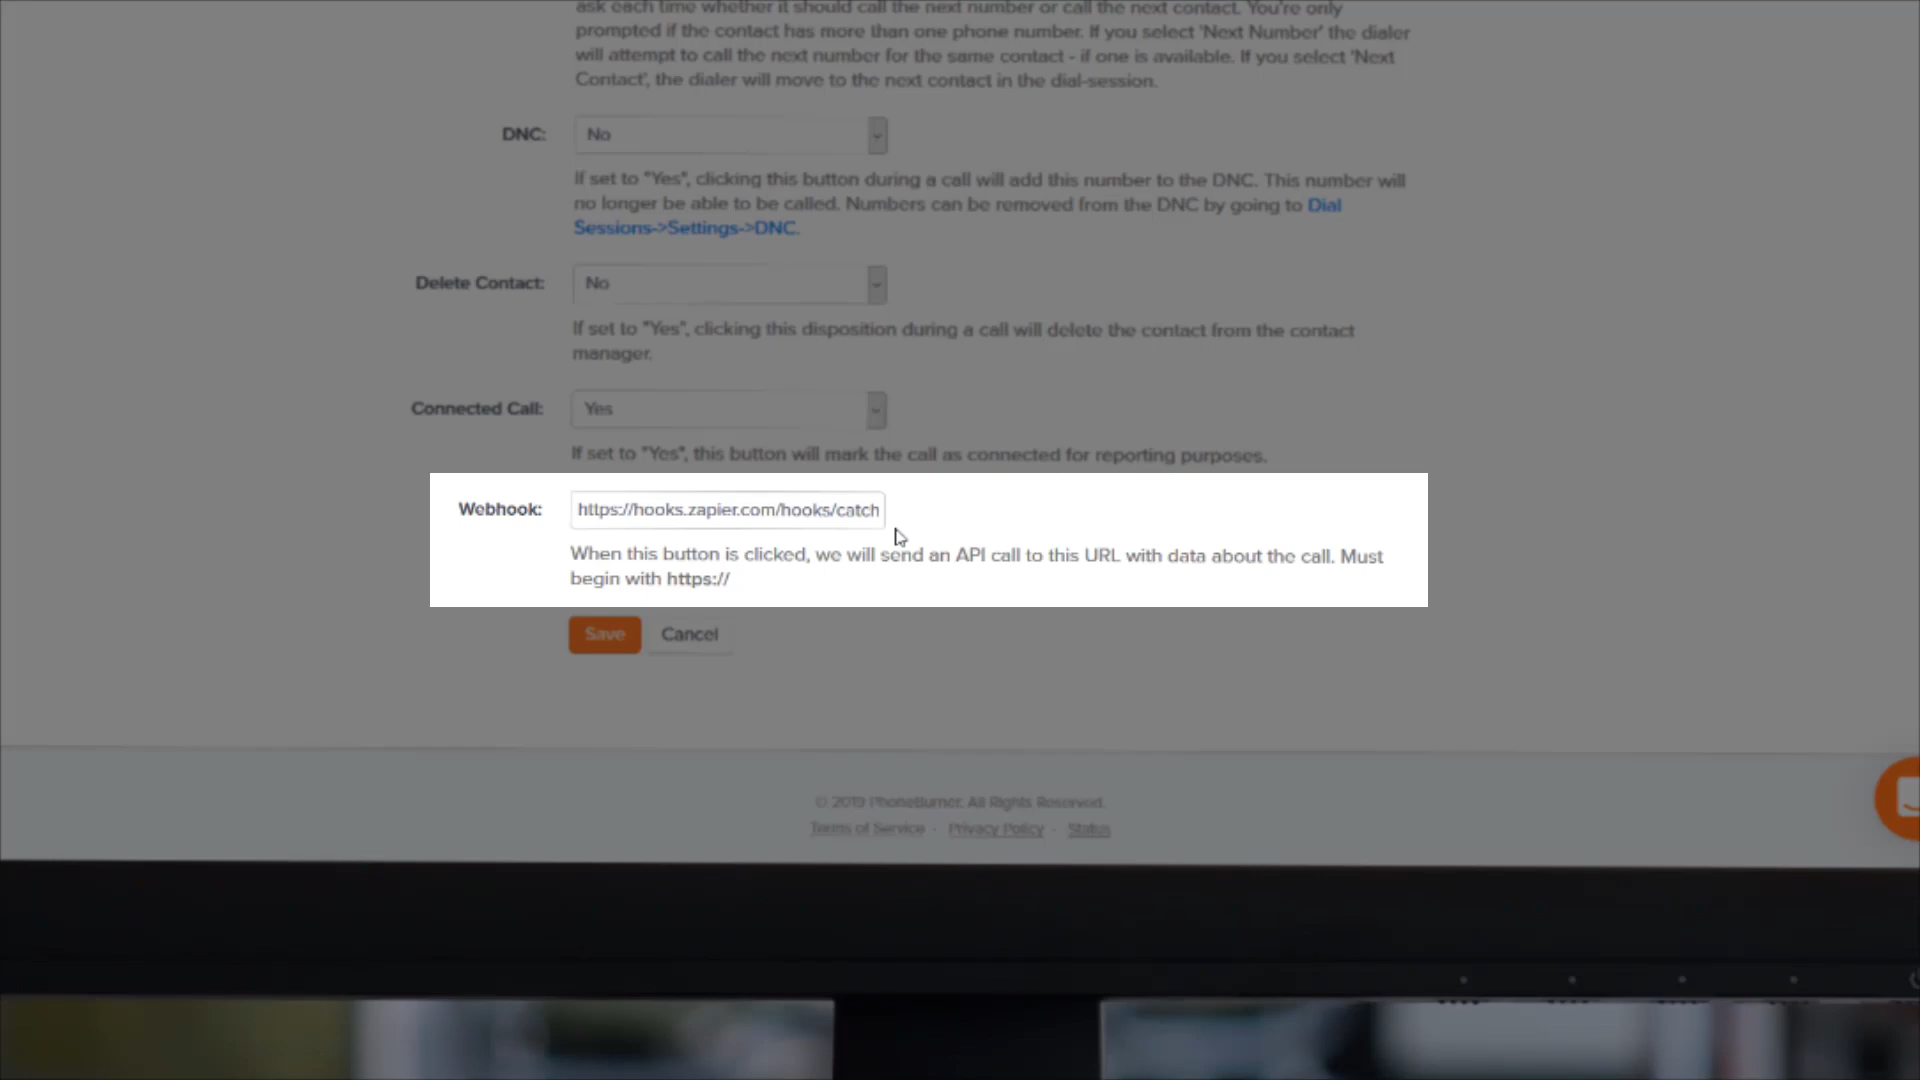 ask each time whether it should call the next number or call the next contact. You're only
prompted if the contact has more than one phone number. If you select 'Next Number' the dialer
will attempt to call the next number for the same contact - if one is available. If you select 'Next
Contact', the dialer will move to the next contact in the dial-session.
DNC: No
If set to "Yes", clicking this button during a call will add this number to the DNC. This number will
no longer be able to be called. Numbers can be removed from the DNC by going to Dial
Sessions->Settings->DNC.
Delete Contact: No
If set to "Yes", clicking this disposition during a call will delete the contact from the contact
manager.
Connected Call: Yes
If set to "Yes", this button will mark the call as connected for reporting purposes.
Webhook: https://hooks.zapier.com/hooks/catch
When this button is clicked, we will send an API call to this URL with data about the call. Must
begin with https://
Save Cancel
© 2019 PhoneBurner. All Rights Reserved.
Terms of Service - Privacy Policy - Status